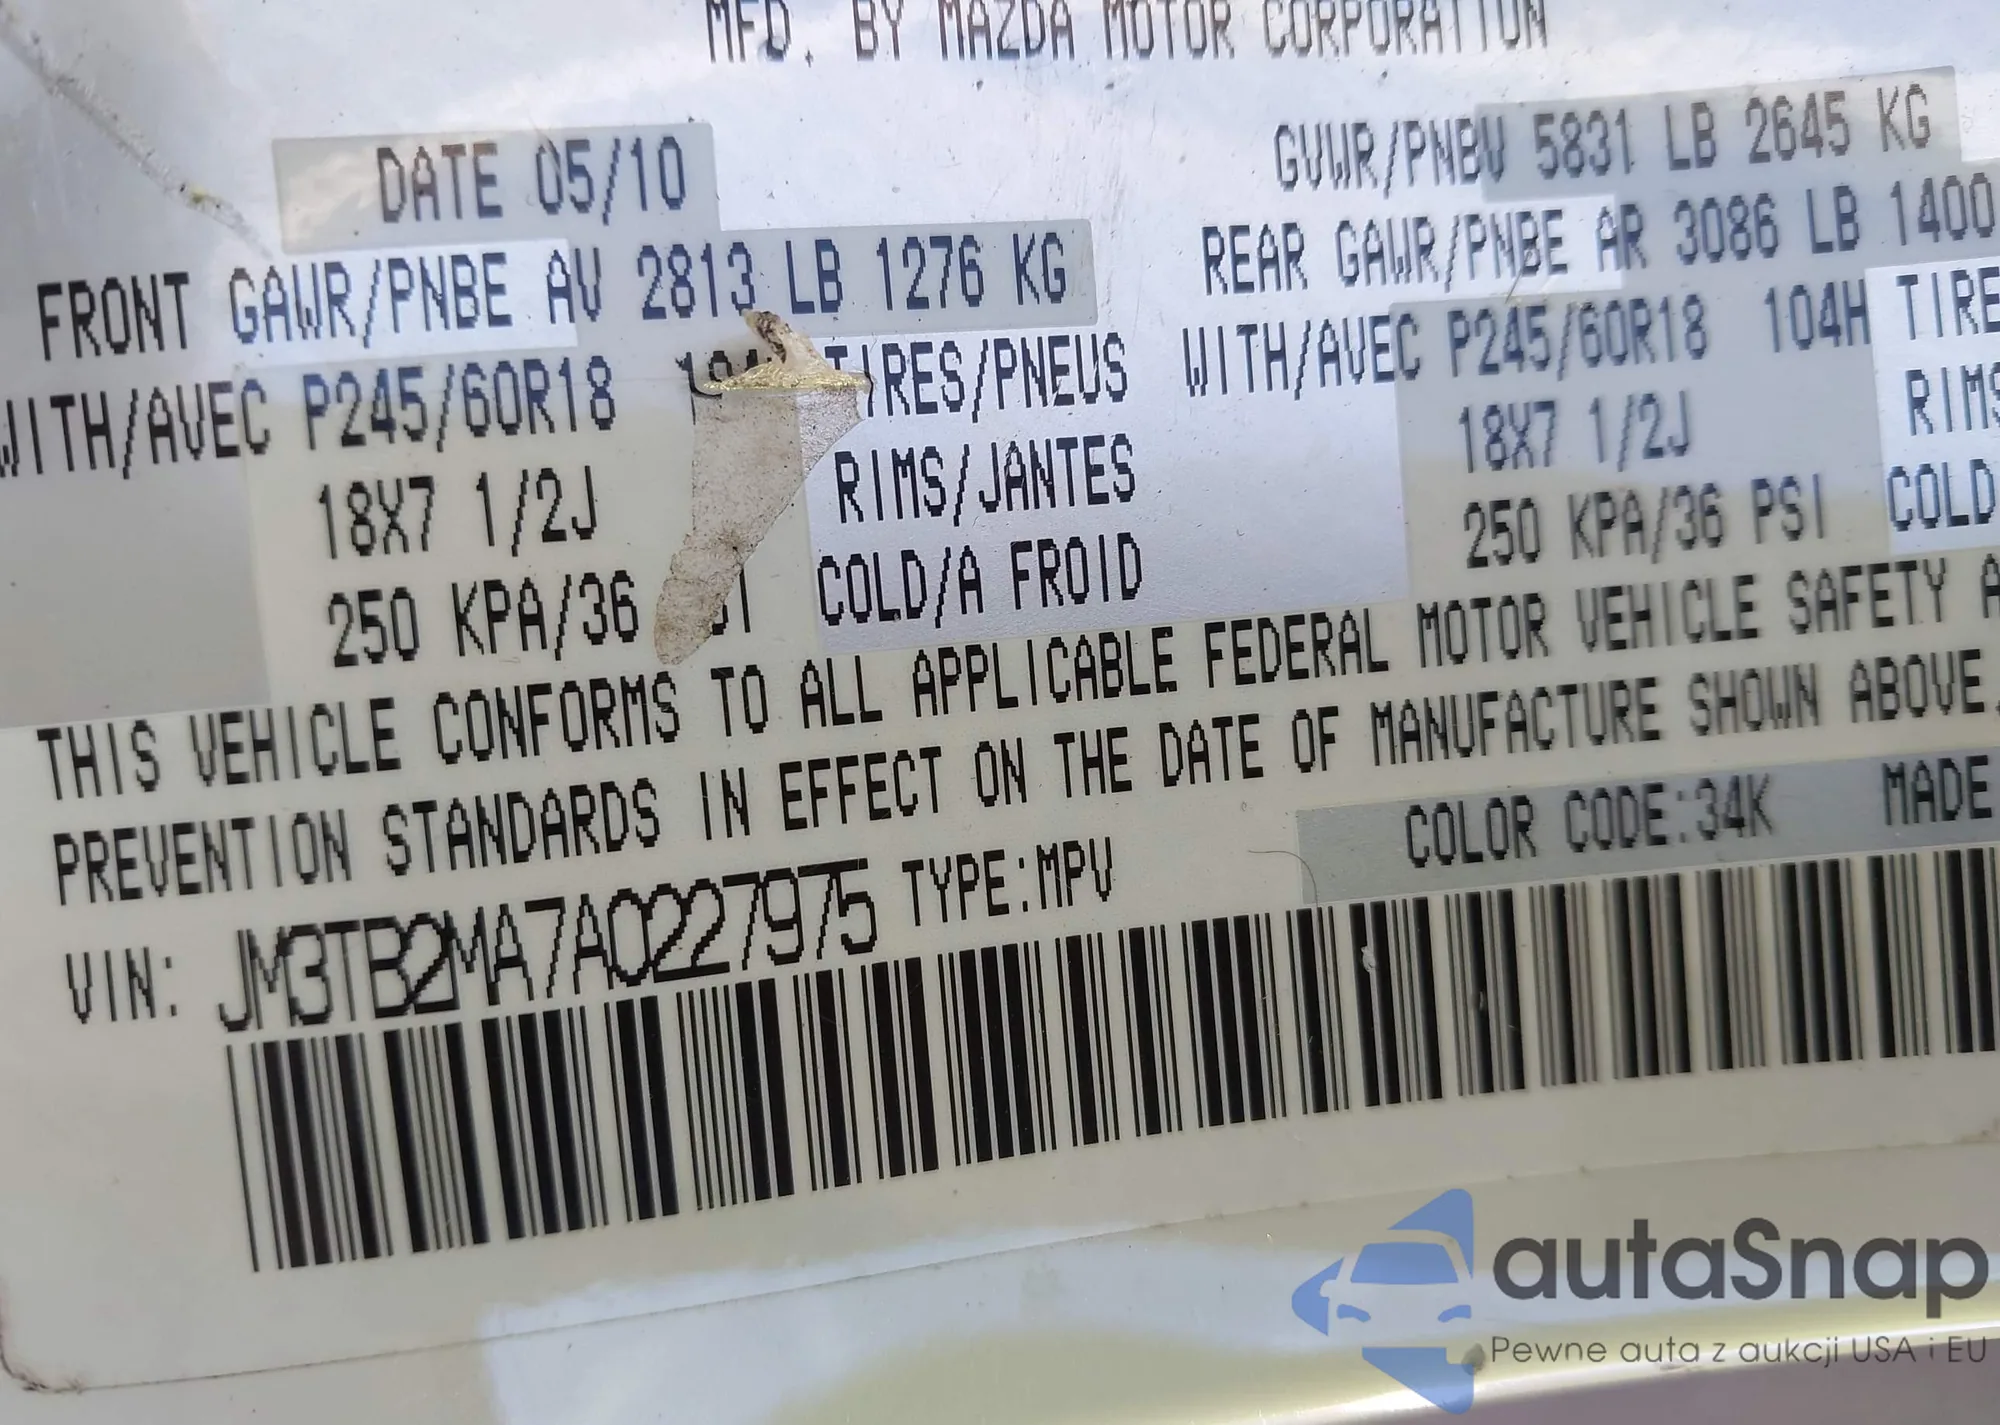 MFD. BY MAZDA MOTOR CORPORATION
DATE 05/10
GVWR/PNBV 5831 LB 2645 KG
FRONT GAWR/PNBE AV 2813 LB 1276 KG
REAR GAWR/PNBE AR 3086 LB 1400
WITH/AVEC P245/60R18 TIRES/PNEUS
WITH/AVEC P245/60R18 104H TIRE
18X7 1/2J RIMS/JANTES
18X7 1/2J RIMS
250 KPA/36 COLD/A FROID
250 KPA/36 PSI COLD
THIS VEHICLE CONFORMS TO ALL APPLICABLE FEDERAL MOTOR VEHICLE SAFETY A
PREVENTION STANDARDS IN EFFECT ON THE DATE OF MANUFACTURE SHOWN ABOVE.
COLOR CODE:34K MADE
VIN: JM3TB2MA7A0227975 TYPE:MPV
autaSnap
Pewne auta z aukcji USA i EU